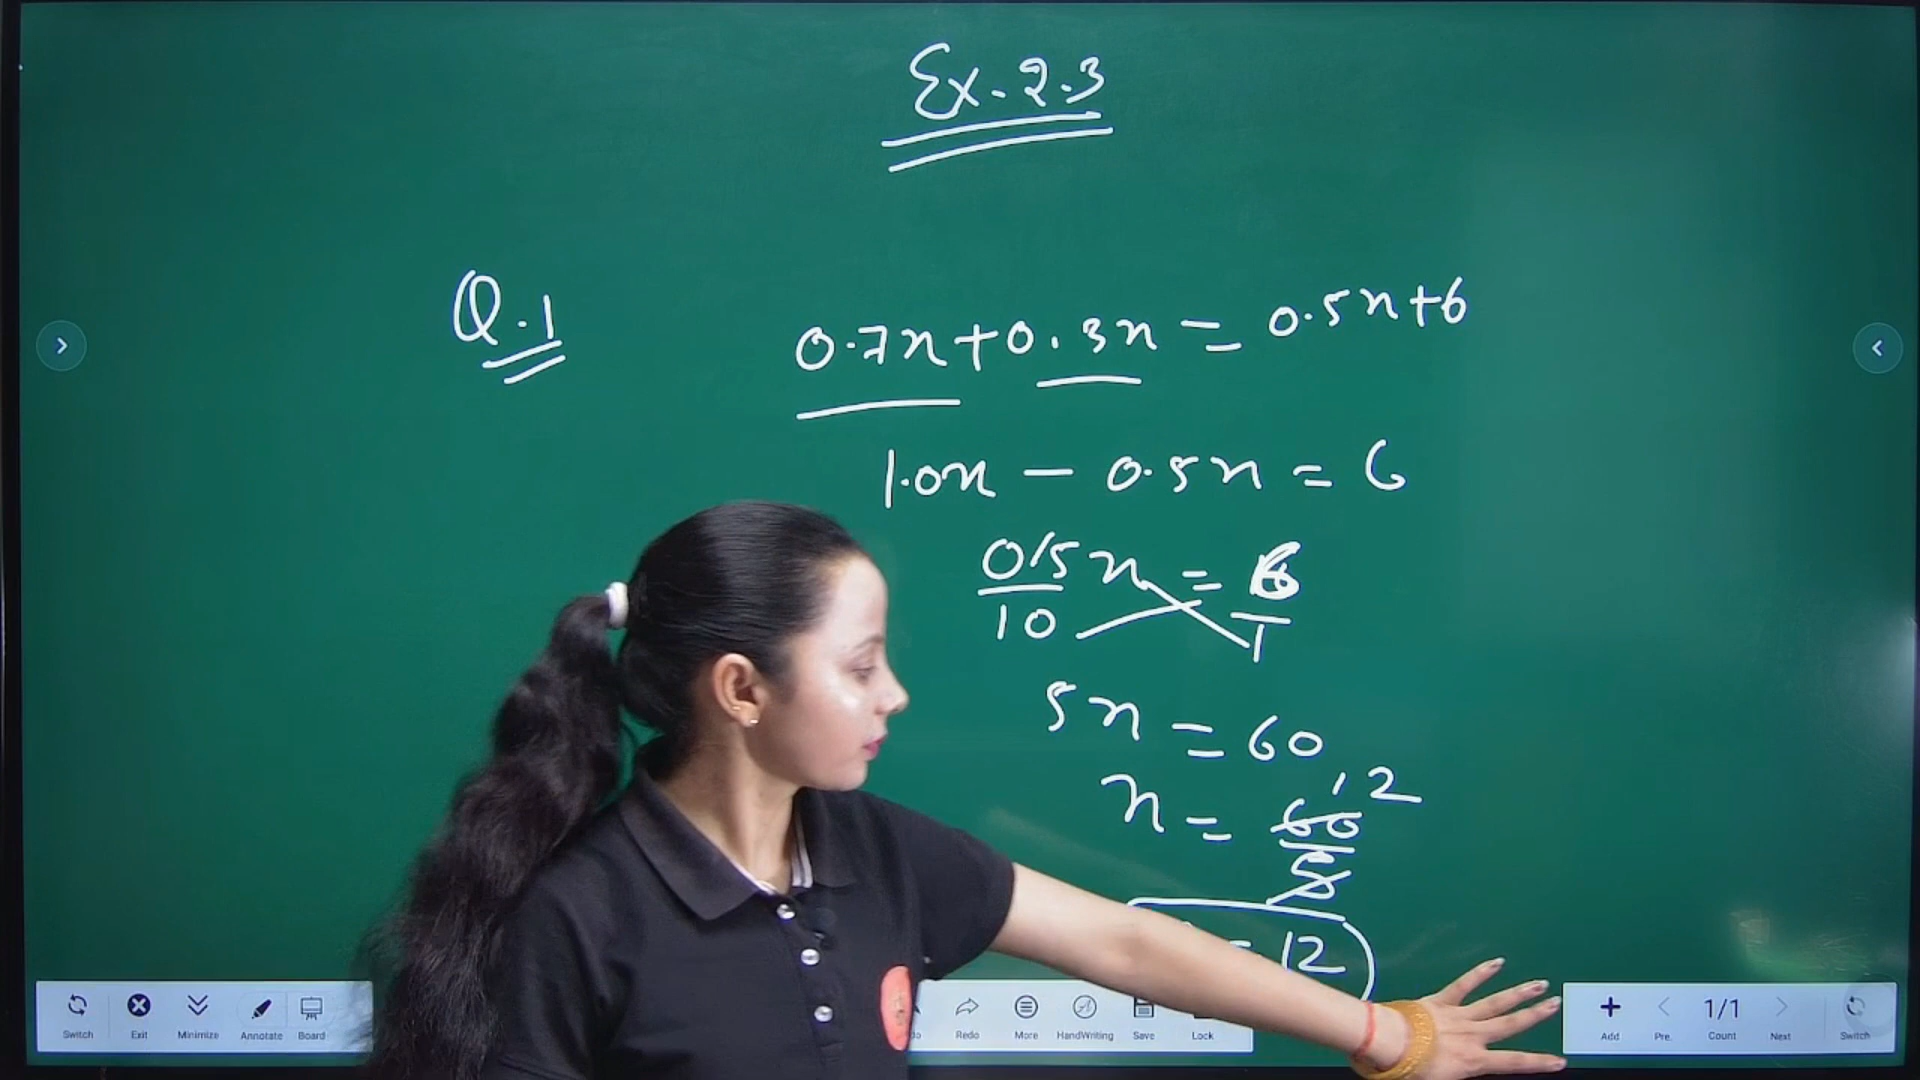 Ex. 2.3
Q.1
0.7x+0.3x = 0.5x+6
1.0x - 0.5x = 6
0.5x = 6
10 1
5x = 60
x = 60 12
5
= 12
Switch Exit Minimize Annotate Board Redo More HandWriting Save Lock Add Pre. 1/1 Count Next Switch